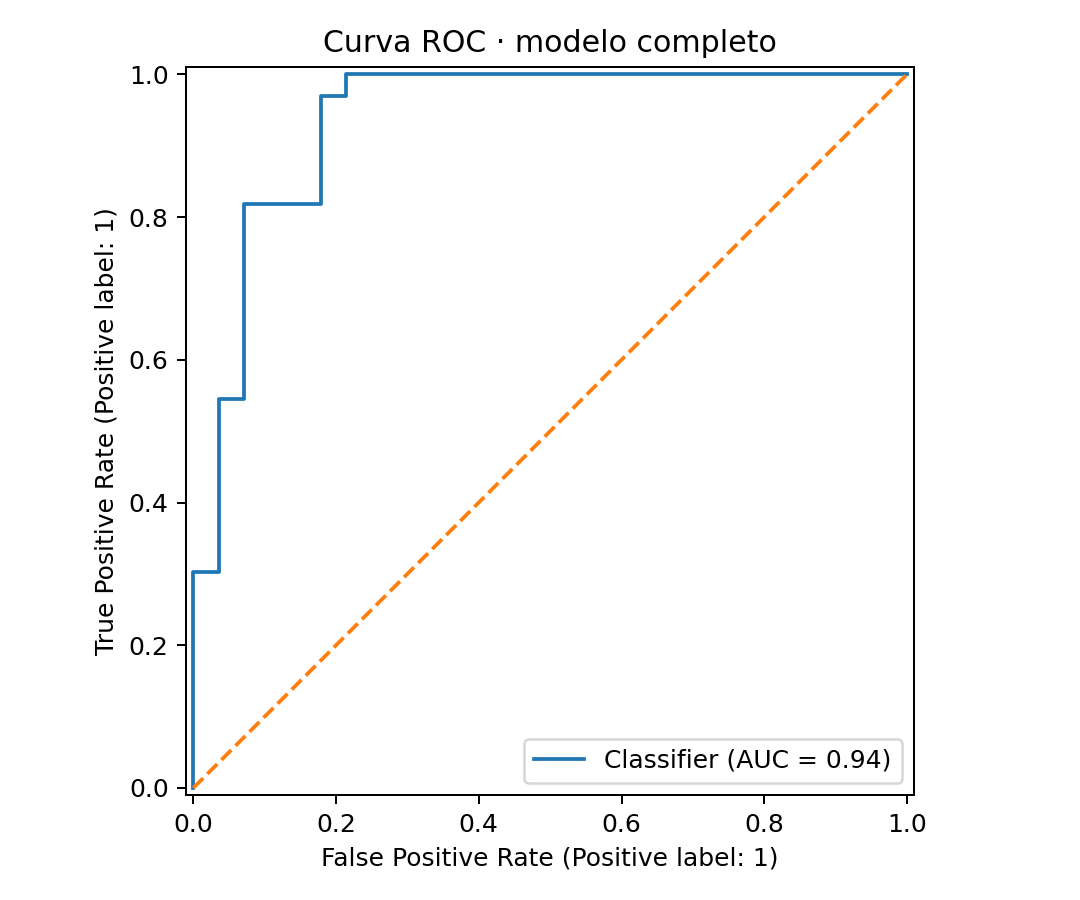 Curva ROC · modelo completo
True Positive Rate (Positive label: 1)
1.0
0.8
0.6
0.4
0.2
0.0
Classifier (AUC = 0.94)
0.0 0.2 0.4 0.6 0.8 1.0
False Positive Rate (Positive label: 1)